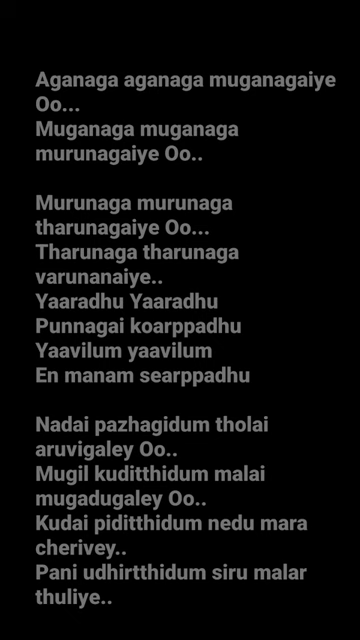 Aganaga aganaga muganagaiye
Oo...
Muganaga muganaga
murunagaiye Oo..
Murunaga murunaga
tharunagaiye Oo...
Tharunaga tharunaga
varunanaiye..
Yaaradhu Yaaradhu
Punnagai koarppadhu
Yaavilum yaavilum
En manam searppadhu
Nadai pazhagidum tholai
aruvigaley Oo..
Mugil kuditthidum malai
mugadugaley Oo..
Kudai piditthidum nedu mara
cherivey..
Pani udhirtthidum siru malar
thuliye..